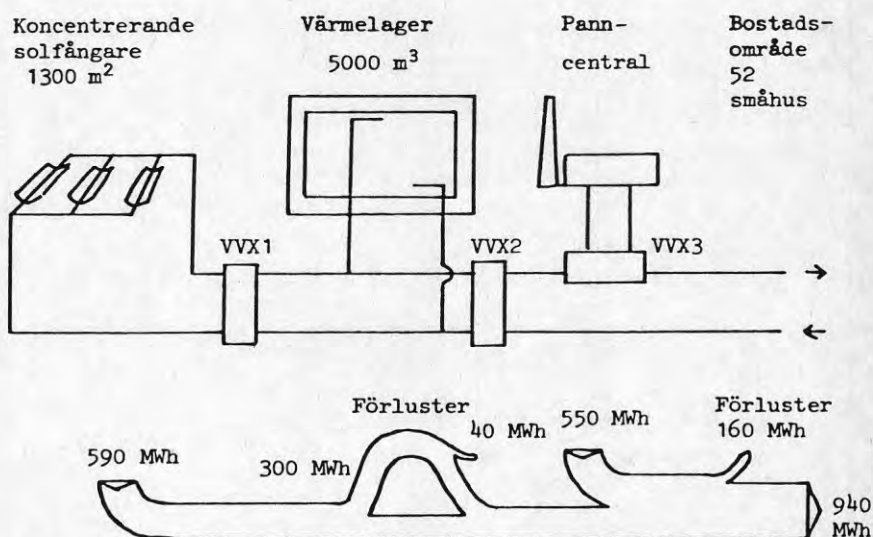 Koncentrerande
solfångare
1300 m²
Värmelager
5000 m³
Pann-
central
Bostads-
område
52
småhus
VVX1
VVX2
VVX3
590 MWh
300 MWh
Förluster
40 MWh
550 MWh
Förluster
160 MWh
940
MWh